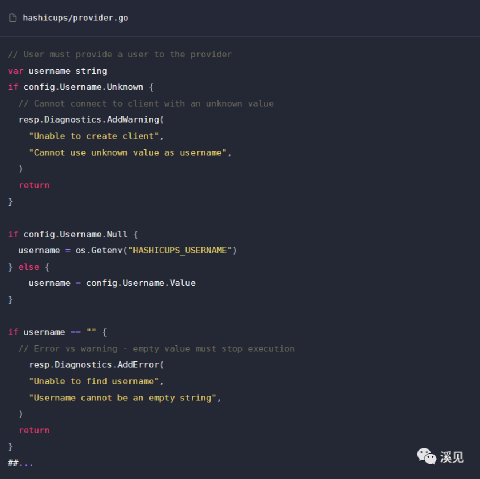 hashicups/provider.go
// User must provide a user to the provider
var username string
if config.Username.Unknown {
// Cannot connect to client with an unknown value
resp.Diagnostics.AddWarning(
"Unable to create client",
"Cannot use unknown value as username",
)
return
}
if config.Username.Null {
username = os.Getenv("HASHICUPS_USERNAME")
} else {
username = config.Username.Value
}
if username == "" {
// Error vs warning - empty value must stop execution
resp.Diagnostics.AddError(
"Unable to find username",
"Username cannot be an empty string",
)
return
}
##...
溪见